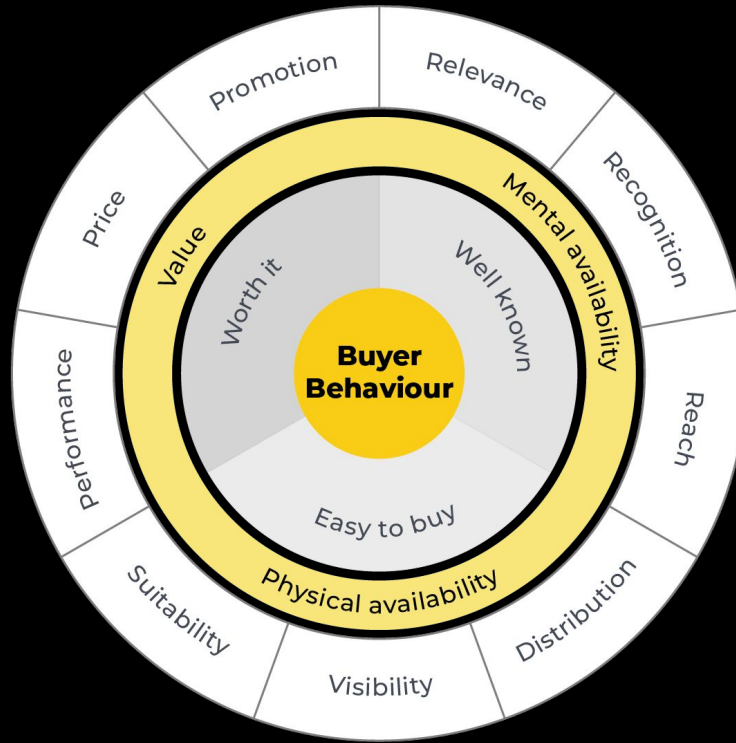 Buyer
Behaviour
Well known
Easy to buy
Worth it
Mental availability
Physical availability
Value
Relevance
Recognition
Reach
Distribution
Visibility
Suitability
Performance
Price
Promotion